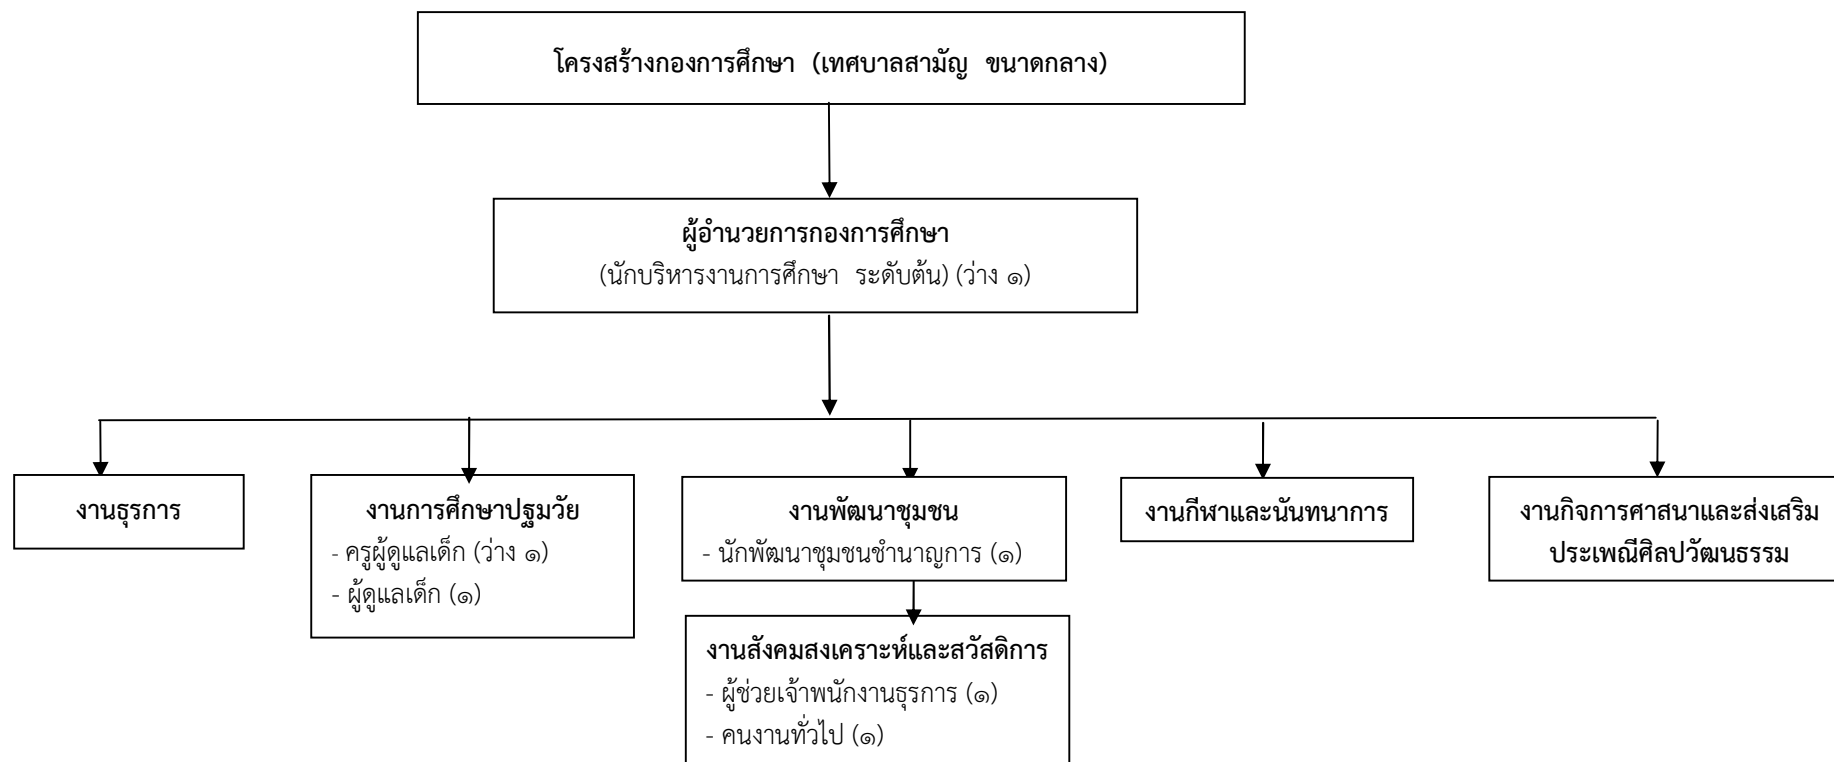 โครงสร้างกองการศึกษา (เทศบาลสามัญ ขนาดกลาง)
ผู้อำนวยการกองการศึกษา
(นักบริหารงานการศึกษา ระดับต้น) (ว่าง ๑)
งานธุรการ
งานการศึกษาปฐมวัย
- ครูผู้ดูแลเด็ก (ว่าง ๑)
- ผู้ดูแลเด็ก (๑)
งานพัฒนาชุมชน
- นักพัฒนาชุมชนชำนาญการ (๑)
งานสังคมสงเคราะห์และสวัสดิการ
- ผู้ช่วยเจ้าพนักงานธุรการ (๑)
- คนงานทั่วไป (๑)
งานกีฬาและนันทนาการ
งานกิจการศาสนาและส่งเสริม
ประเพณีศิลปวัฒนธรรม